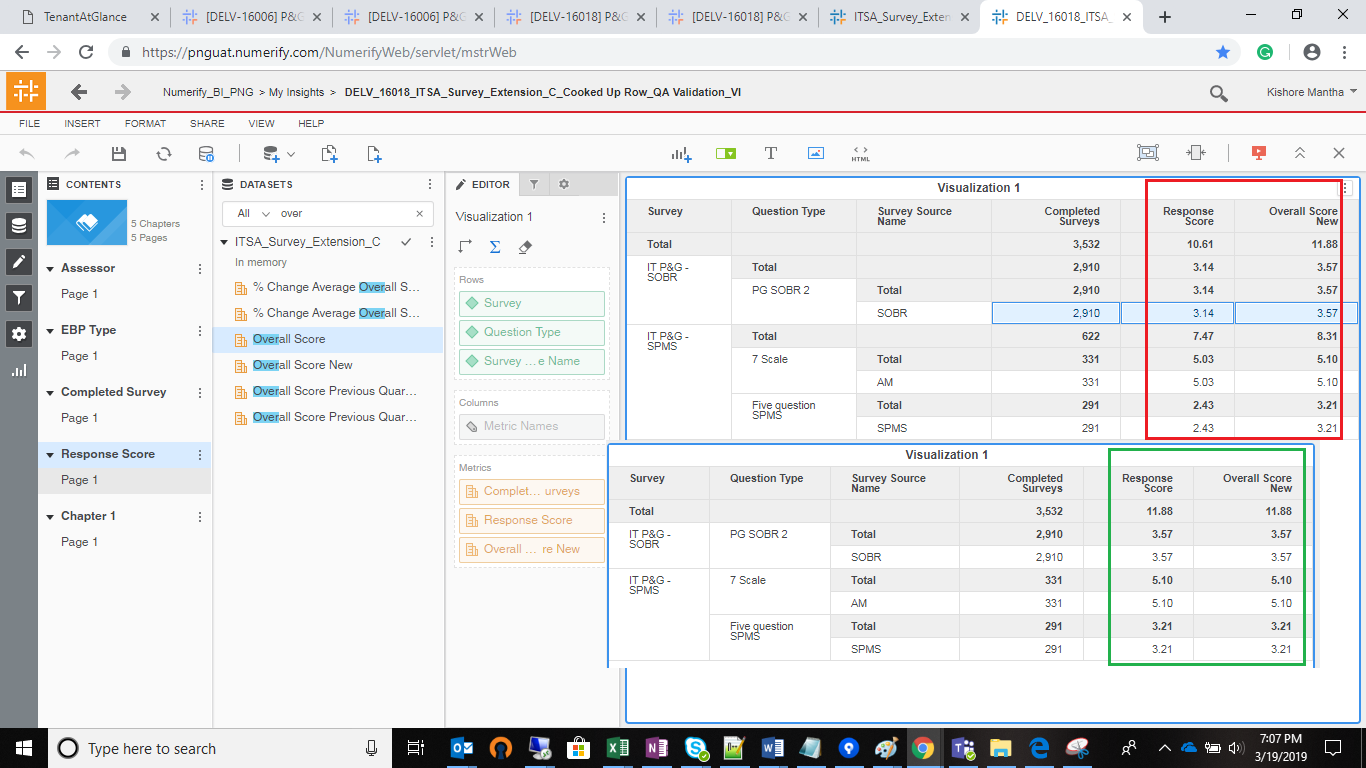 TenantAtGlance
[DELV-16006] P&G
[DELV-16006] P&G
[DELV-16018] P&G
[DELV-16018] P&G
ITSA_Survey_Exten
DELV_16018_ITSA_
https://pnguat.numerify.com/NumerifyWeb/servlet/mstrWeb
Numerify_BI_PNG > My Insights > DELV_16018_ITSA_Survey_Extension_C_Cooked Up Row_QA Validation_VI
Kishore Mantha
FILE INSERT FORMAT SHARE VIEW HELP
HTML
CONTENTS
5 Chapters
5 Pages
Assessor
Page 1
EBP Type
Page 1
Completed Survey
Page 1
Response Score
Page 1
Chapter 1
Page 1
DATASETS
All over
ITSA_Survey_Extension_C
In memory
% Change Average Overall S...
% Change Average Overall S...
Overall Score
Overall Score New
Overall Score Previous Quar...
Overall Score Previous Quar...
EDITOR
Visualization 1
Rows
Survey
Question Type
Survey ... e Name
Columns
Metric Names
Metrics
Complet... urveys
Response Score
Overall ... re New
Visualization 1
Survey Question Type Survey Source Name Completed Surveys Response Score Overall Score New
Total 3,532 10.61 11.88
IT P&G - SOBR Total 2,910 3.14 3.57
PG SOBR 2 Total 2,910 3.14 3.57
SOBR 2,910 3.14 3.57
IT P&G - SPMS Total 622 7.47 8.31
7 Scale Total 331 5.03 5.10
AM 331 5.03 5.10
Five question SPMS Total 291 2.43 3.21
SPMS 291 2.43 3.21
Visualization 1
Survey Question Type Survey Source Name Completed Surveys Response Score Overall Score New
Total 3,532 11.88 11.88
IT P&G - SOBR PG SOBR 2 Total 2,910 3.57 3.57
SOBR 2,910 3.57 3.57
IT P&G - SPMS 7 Scale Total 331 5.10 5.10
AM 331 5.10 5.10
Five question SPMS Total 291 3.21 3.21
SPMS 291 3.21 3.21
Type here to search
7:07 PM
3/19/2019